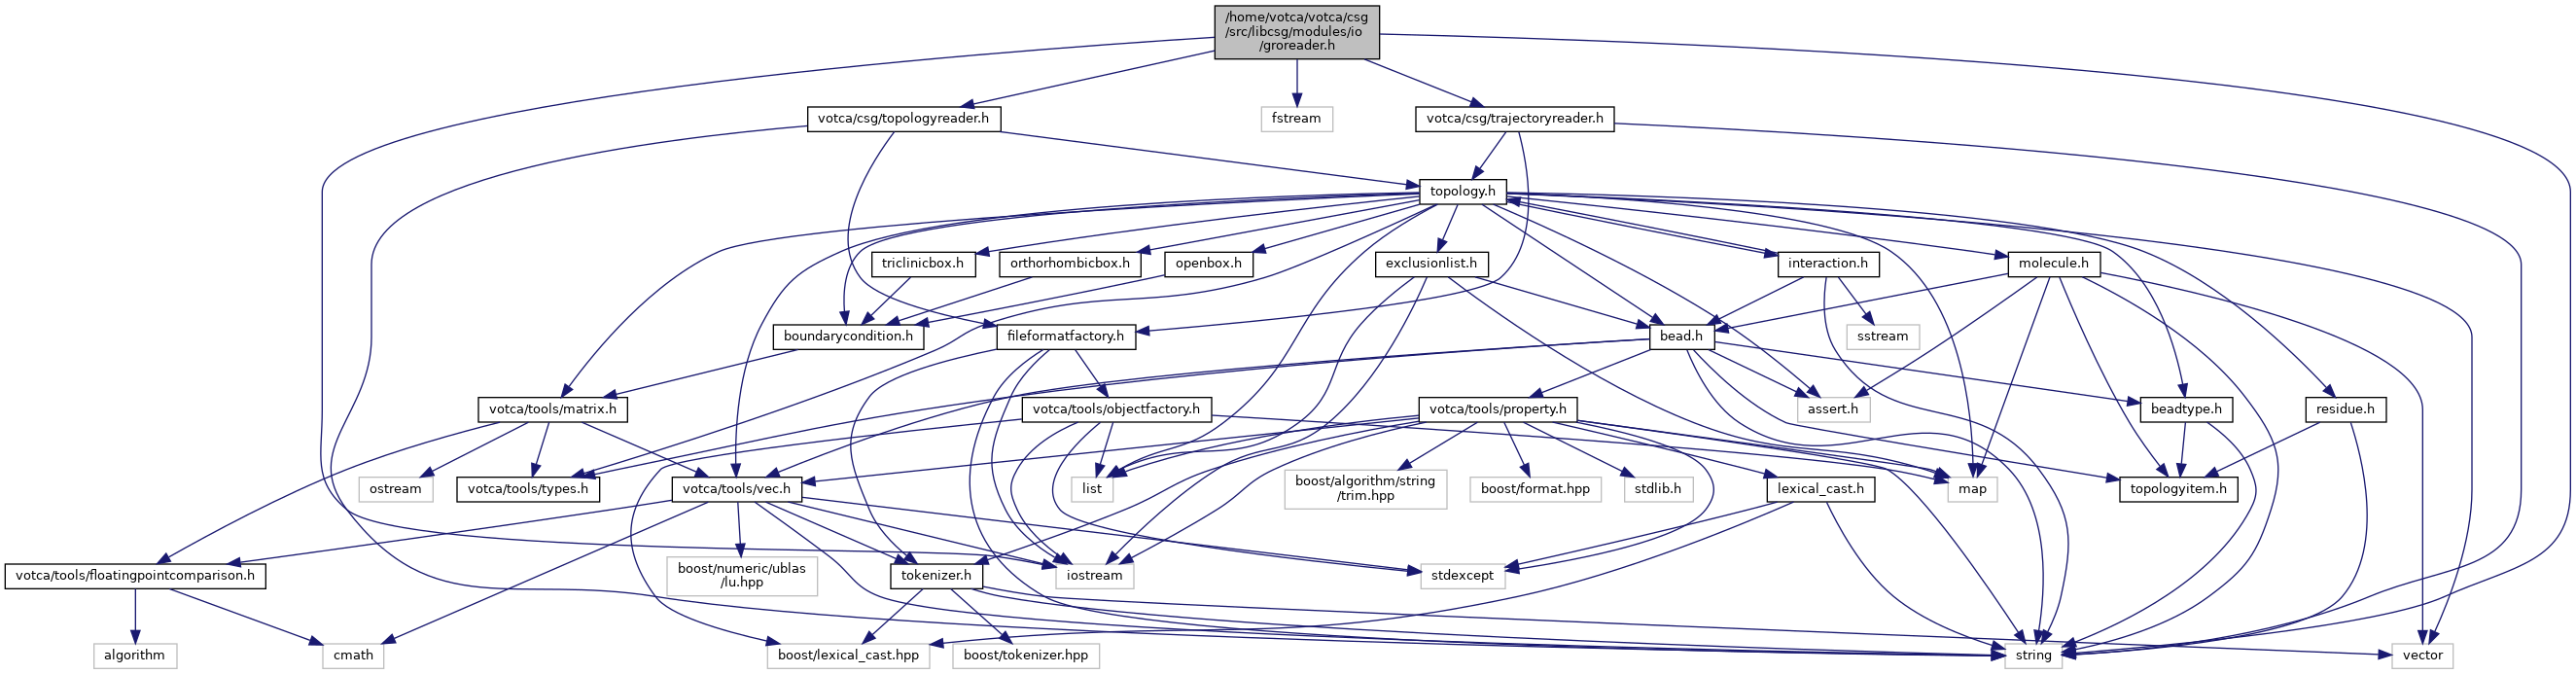 /home/votca/votca/csg
/src/libcsg/modules/io
/groreader.h
votca/csg/topologyreader.h
fstream
votca/csg/trajectoryreader.h
topology.h
triclinicbox.h
orthorhombicbox.h
openbox.h
exclusionlist.h
interaction.h
molecule.h
boundarycondition.h
fileformatfactory.h
bead.h
sstream
votca/tools/matrix.h
votca/tools/objectfactory.h
votca/tools/property.h
assert.h
beadtype.h
residue.h
ostream
votca/tools/types.h
votca/tools/vec.h
list
boost/algorithm/string
/trim.hpp
boost/format.hpp
stdlib.h
lexical_cast.h
map
topologyitem.h
votca/tools/floatingpointcomparison.h
boost/numeric/ublas
/lu.hpp
tokenizer.h
iostream
stdexcept
algorithm
cmath
boost/lexical_cast.hpp
boost/tokenizer.hpp
string
vector